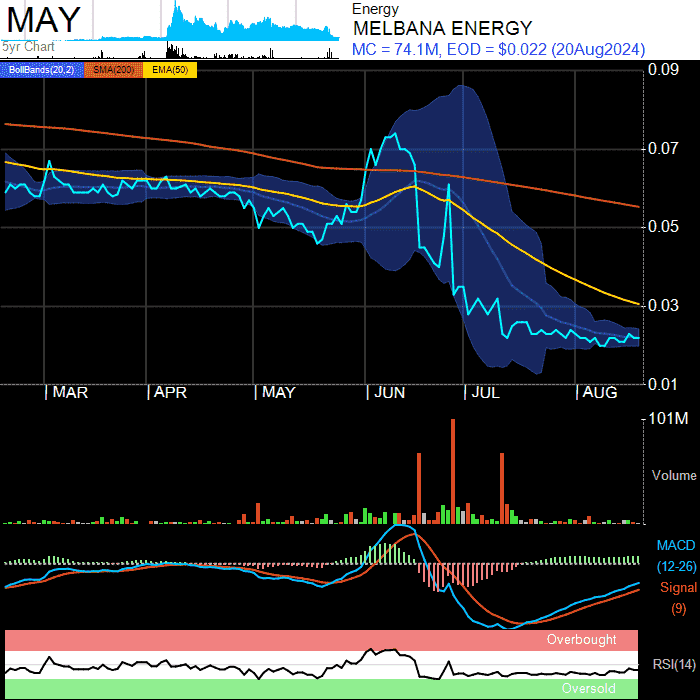 MAY
5yr Chart
Energy
MELBANA ENERGY
MC = 74.1M, EOD = $0.022 (20Aug2024)
BollBands(20,2) SMA(200) EMA(50)
0.09
0.07
0.05
0.03
0.01
MAR APR MAY JUN JUL AUG
101M
Volume
MACD
(12-26)
Signal
(9)
Overbought
RSI(14)
Oversold